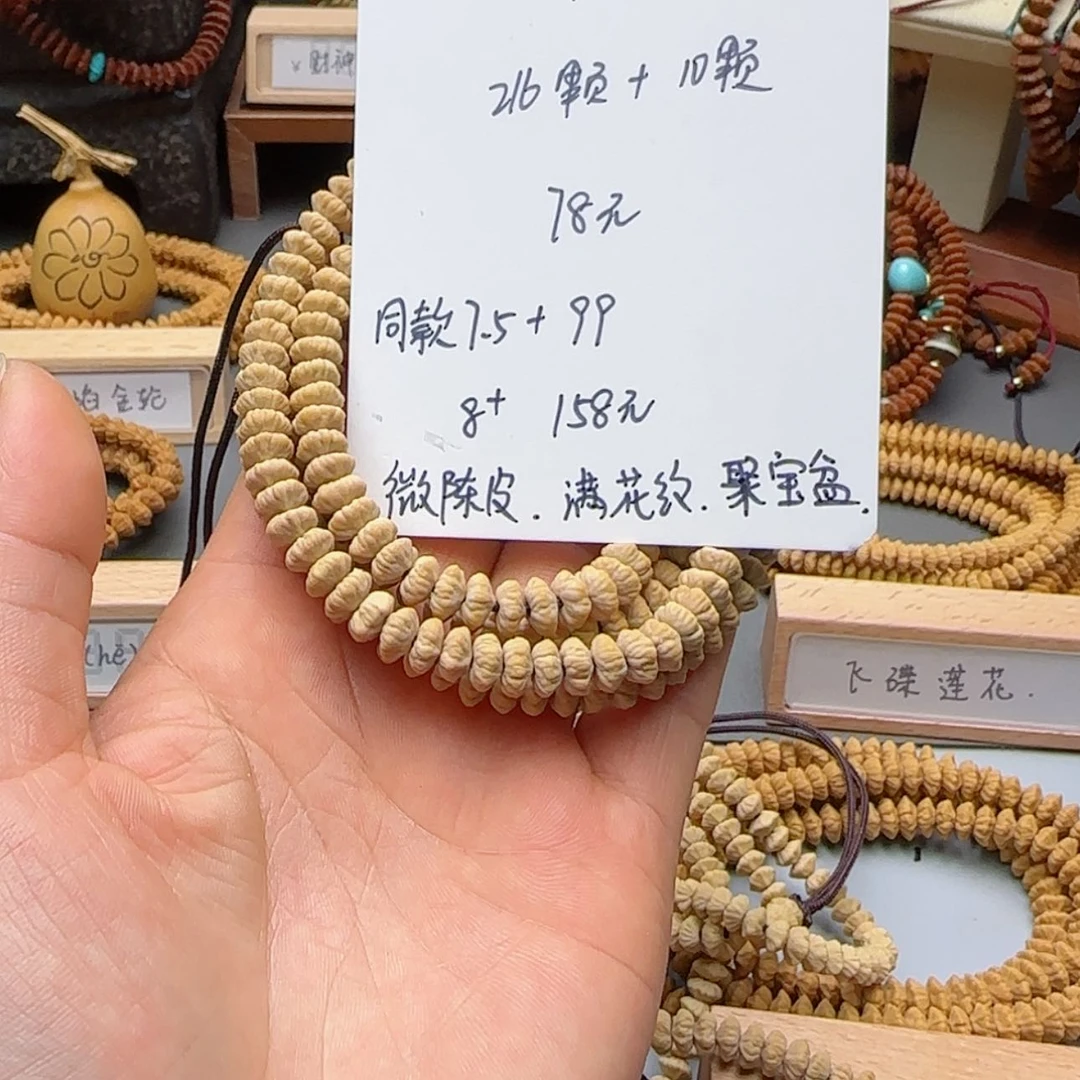 216颗 + 10颗
78元
同款7.5+ 99
8+ 158元
微陈皮. 满花纹. 聚宝盆.
财神
金轮
飞碟莲花.